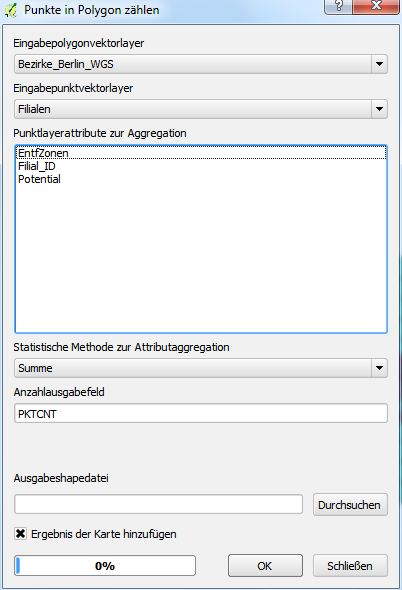 Punkte in Polygon zählen
Eingabepolygonvektorlayer
Bezirke_Berlin_WGS
Eingabepunktvektorlayer
Filialen
Punktlayerattribute zur Aggregation
EntfZonen
Filial_ID
Potential
Statistische Methode zur Attributaggregation
Summe
Anzahlausgabefeld
PKTCNT
Ausgabeshapedatei
Durchsuchen
Ergebnis der Karte hinzufügen
0%
OK
Schließen